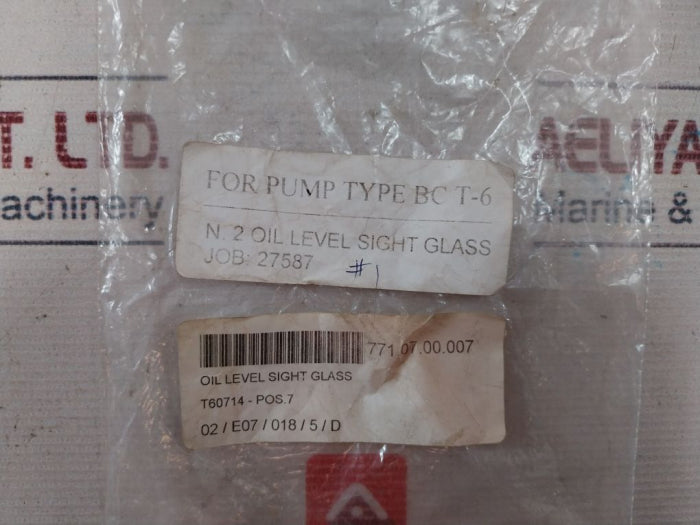 T. LTD.
achinery
AELIYA
Marine &
FOR PUMP TYPE BC T-6
N. 2 OIL LEVEL SIGHT GLASS
JOB: 27587
#1
771 07.00.007
OIL LEVEL SIGHT GLASS
T60714 - POS.7
02 / E07 / 018 / 5 / D